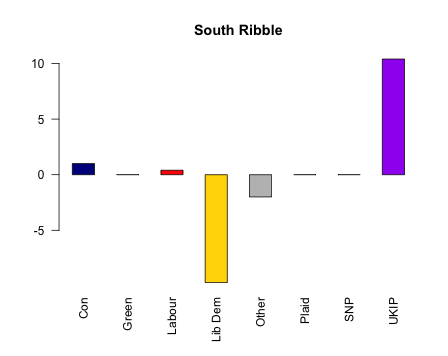 South Ribble
10
5
0
-5
Con
Green
Labour
Lib Dem
Other
Plaid
SNP
UKIP